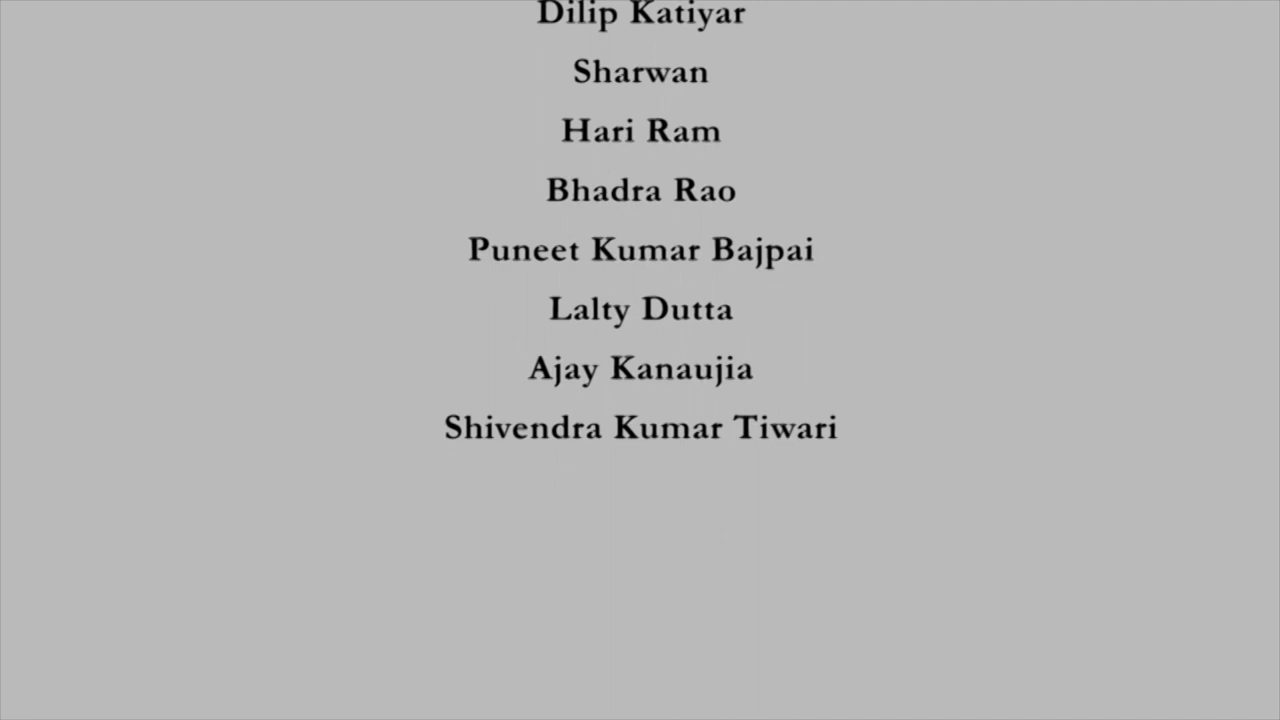 Dilip Katiyar
Sharwan
Hari Ram
Bhadra Rao
Puneet Kumar Bajpai
Lalty Dutta
Ajay Kanaujia
Shivendra Kumar Tiwari